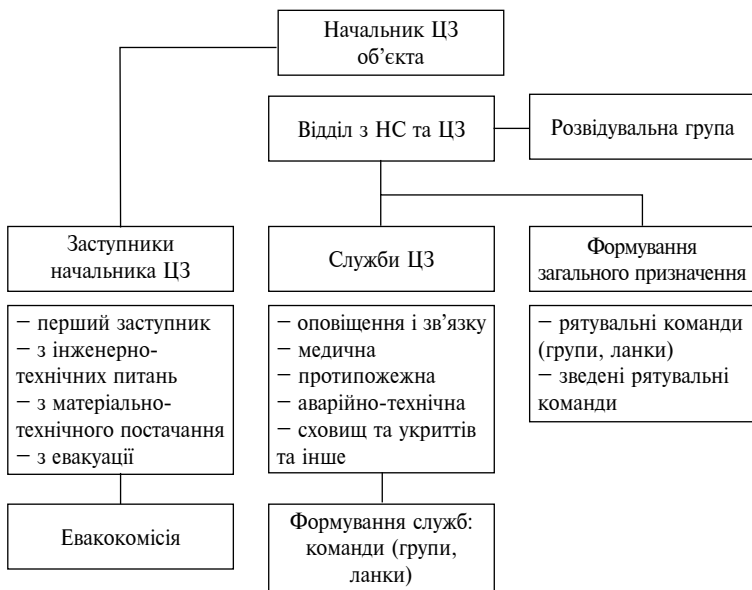 Начальник ЦЗ
об’єкта
Відділ з НС та ЦЗ
Розвідувальна група
Заступники
начальника ЦЗ
Служби ЦЗ
Формування
загального призначення
– перший заступник
– з інженерно-
технічних питань
– з матеріально-
технічного постачання
– з евакуації
– оповіщення і зв’язку
– медична
– протипожежна
– аварійно-технічна
– сховищ та укриттів
та інше
– рятувальні команди
(групи, ланки)
– зведені рятувальні
команди
Евакокомісія
Формування служб:
команди (групи,
ланки)